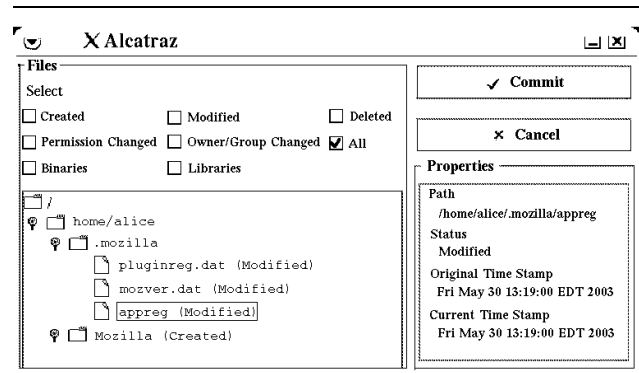 Alcatraz
Files
Select
Created Modified Deleted
Permission Changed Owner/Group Changed All
Binaries Libraries
/
home/alice
.mozilla
pluginreg.dat (Modified)
mozver.dat (Modified)
appreg (Modified)
Mozilla (Created)
Commit
Cancel
Properties
Path
/home/alice/.mozilla/appreg
Status
Modified
Original Time Stamp
Fri May 30 13:19:00 EDT 2003
Current Time Stamp
Fri May 30 13:19:00 EDT 2003